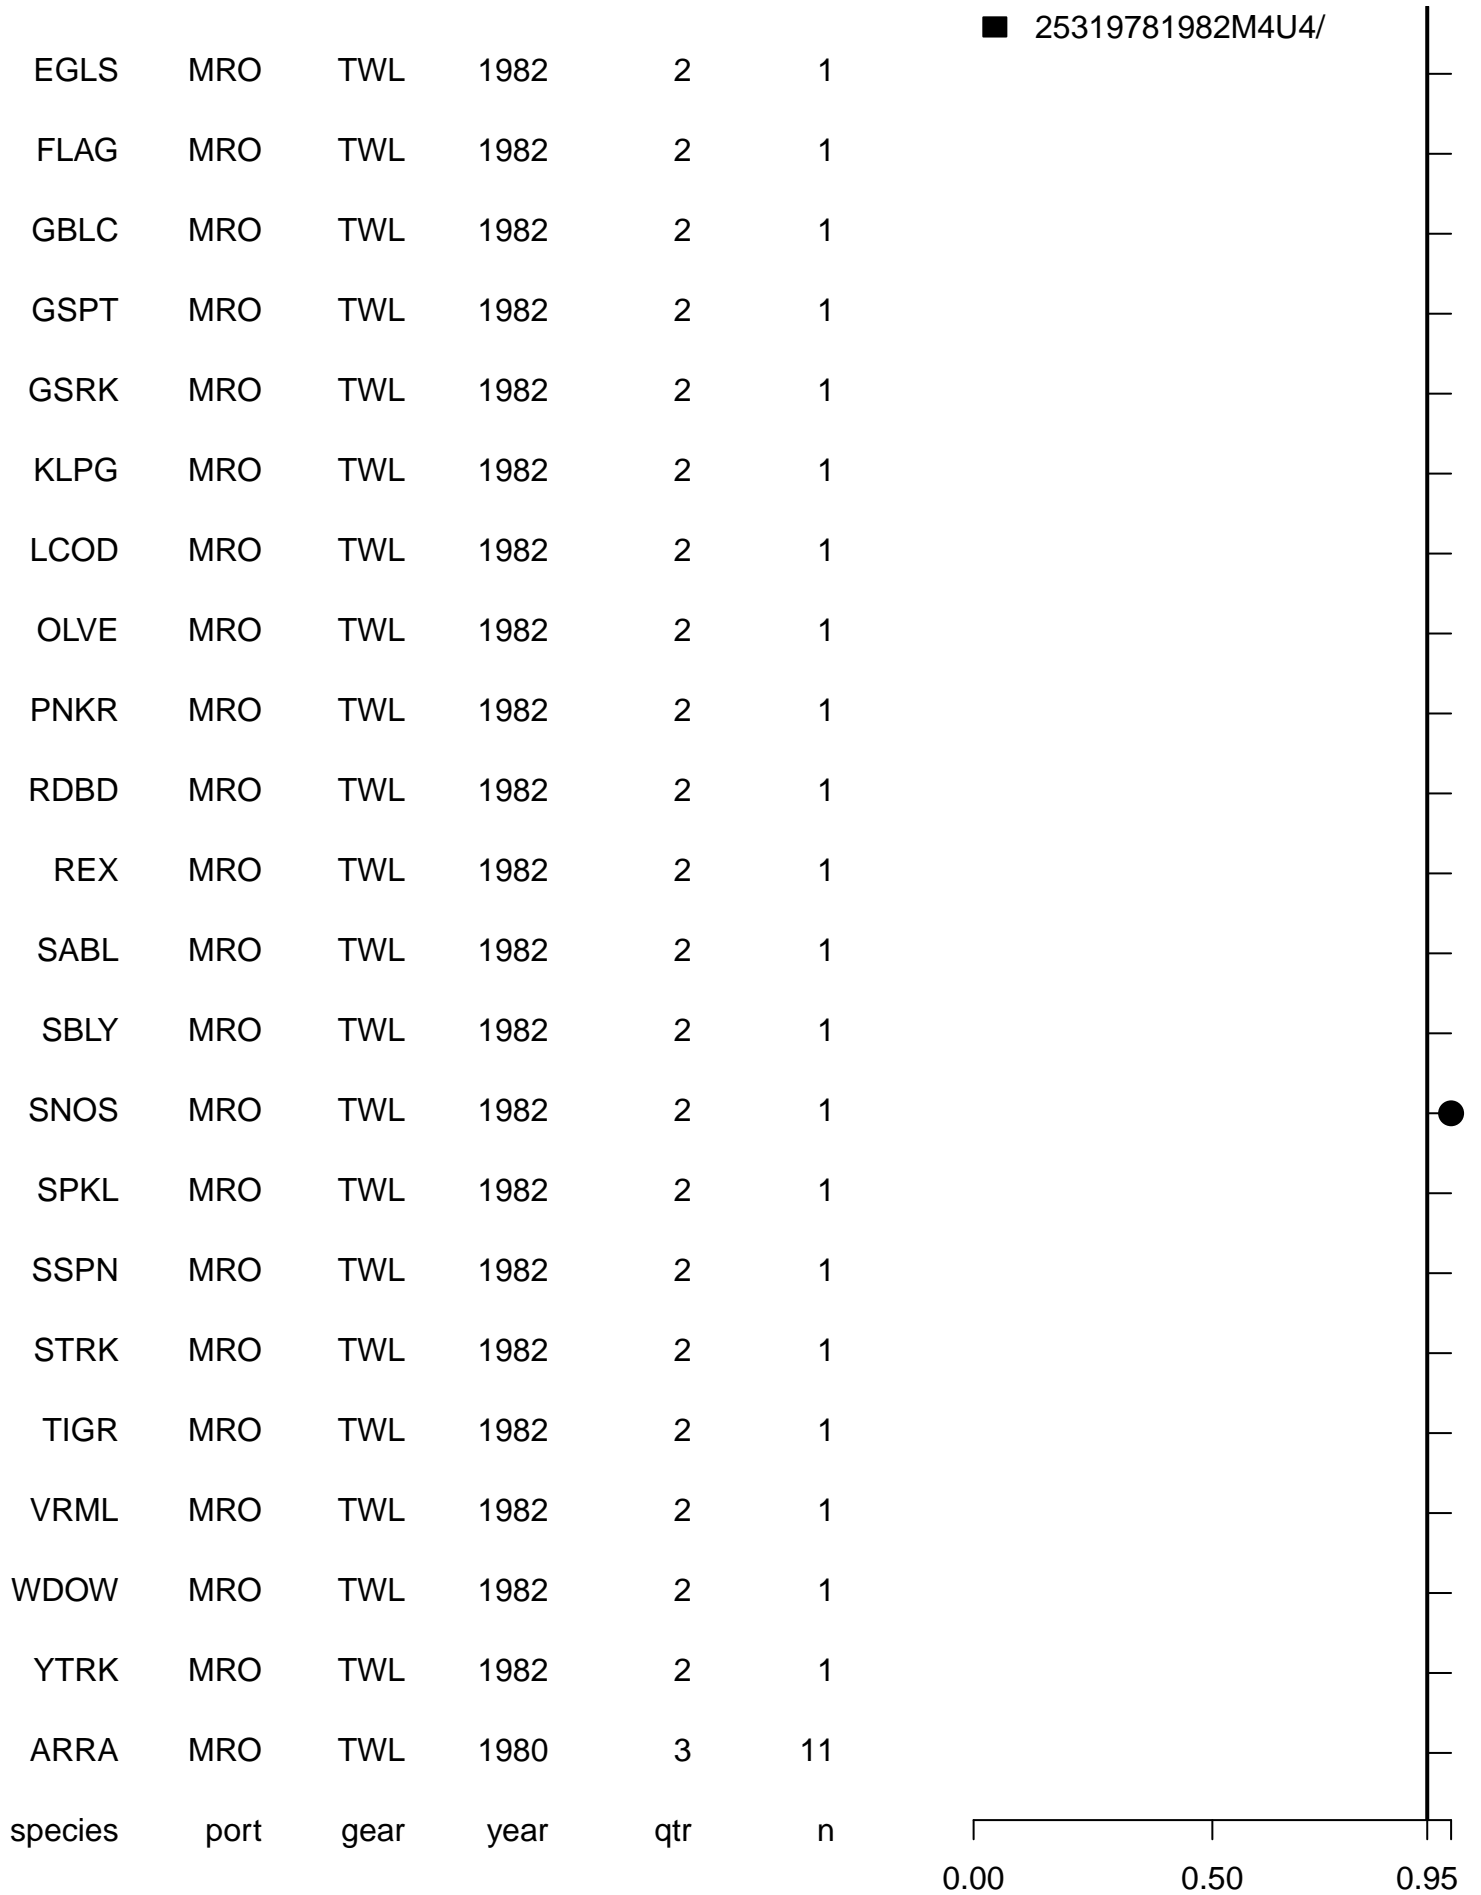 25319781982M4U4/
EGLS MRO TWL 1982 2 1
FLAG MRO TWL 1982 2 1
GBLC MRO TWL 1982 2 1
GSPT MRO TWL 1982 2 1
GSRK MRO TWL 1982 2 1
KLPG MRO TWL 1982 2 1
LCOD MRO TWL 1982 2 1
OLVE MRO TWL 1982 2 1
PNKR MRO TWL 1982 2 1
RDBD MRO TWL 1982 2 1
REX MRO TWL 1982 2 1
SABL MRO TWL 1982 2 1
SBLY MRO TWL 1982 2 1
SNOS MRO TWL 1982 2 1
SPKL MRO TWL 1982 2 1
SSPN MRO TWL 1982 2 1
STRK MRO TWL 1982 2 1
TIGR MRO TWL 1982 2 1
VRML MRO TWL 1982 2 1
WDOW MRO TWL 1982 2 1
YTRK MRO TWL 1982 2 1
ARRA MRO TWL 1980 3 11
species port gear year qtr n
0.00 0.50 0.95